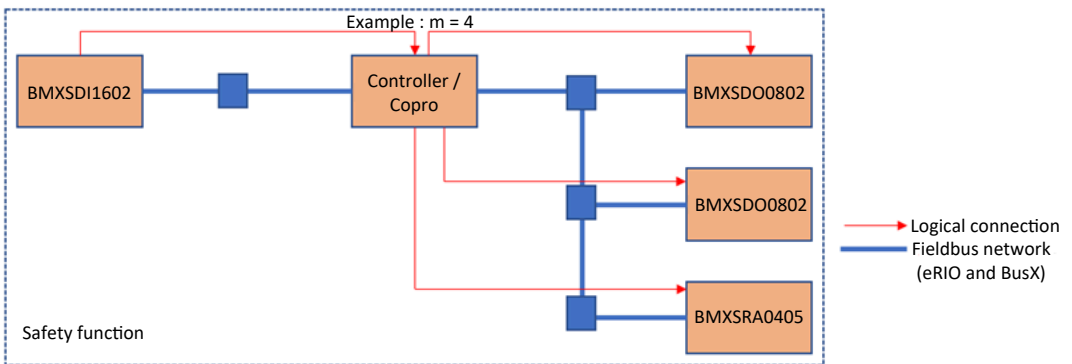 Example : m = 4
BMXSDI1602
Controller /
Copro
BMXSDO0802
BMXSDO0802
BMXSRA0405
Safety function
Logical connection
Fieldbus network
(eRIO and BusX)